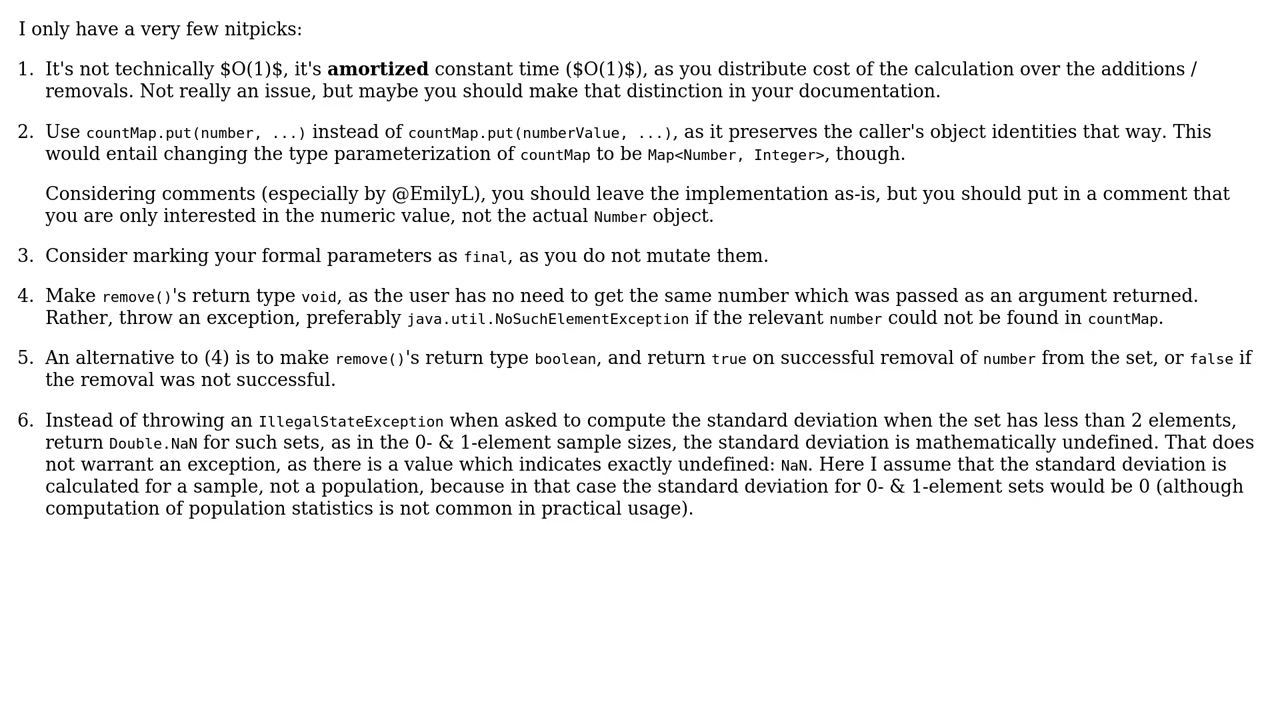 I only have a very few nitpicks:
1. It's not technically $O(1)$, it's amortized constant time ($O(1)$), as you distribute cost of the calculation over the additions /
removals. Not really an issue, but maybe you should make that distinction in your documentation.
2. Use countMap.put(number, ...) instead of countMap.put(numberValue, ...), as it preserves the caller's object identities that way. This
would entail changing the type parameterization of countMap to be Map<Number, Integer>, though.
Considering comments (especially by @EmilyL), you should leave the implementation as-is, but you should put in a comment that
you are only interested in the numeric value, not the actual Number object.
3. Consider marking your formal parameters as final, as you do not mutate them.
4. Make remove()'s return type void, as the user has no need to get the same number which was passed as an argument returned.
Rather, throw an exception, preferably java.util.NoSuchElementException if the relevant number could not be found in countMap.
5. An alternative to (4) is to make remove()'s return type boolean, and return true on successful removal of number from the set, or false if
the removal was not successful.
6. Instead of throwing an IllegalStateException when asked to compute the standard deviation when the set has less than 2 elements,
return Double.NaN for such sets, as in the 0- & 1-element sample sizes, the standard deviation is mathematically undefined. That does
not warrant an exception, as there is a value which indicates exactly undefined: NaN. Here I assume that the standard deviation is
calculated for a sample, not a population, because in that case the standard deviation for 0- & 1-element sets would be 0 (although
computation of population statistics is not common in practical usage).